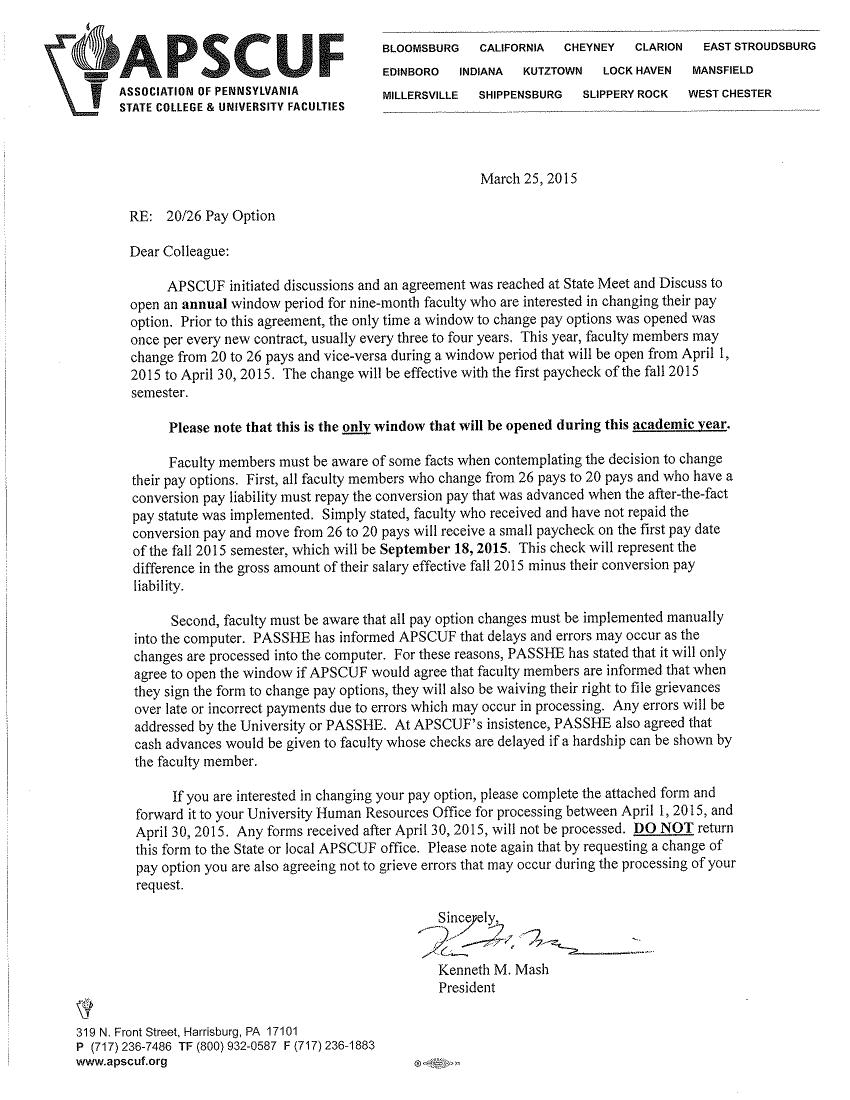 APSCUF
ASSOCIATION OF PENNSYLVANIA
STATE COLLEGE & UNIVERSITY FACULTIES
BLOOMSBURG CALIFORNIA CHEYNEY CLARION EAST STROUDSBURG
EDINBORO INDIANA KUTZTOWN LOCK HAVEN MANSFIELD
MILLERSVILLE SHIPPENSBURG SLIPPERY ROCK WEST CHESTER
March 25, 2015
RE: 20/26 Pay Option
Dear Colleague:
APSCUF initiated discussions and an agreement was reached at State Meet and Discuss to
open an annual window period for nine-month faculty who are interested in changing their pay
option. Prior to this agreement, the only time a window to change pay options was opened was
once per every new contract, usually every three to four years. This year, faculty members may
change from 20 to 26 pays and vice-versa during a window period that will be open from April 1,
2015 to April 30, 2015. The change will be effective with the first paycheck of the fall 2015
semester.
Please note that this is the only window that will be opened during this academic year.
Faculty members must be aware of some facts when contemplating the decision to change
their pay options. First, all faculty members who change from 26 pays to 20 pays and who have a
conversion pay liability must repay the conversion pay that was advanced when the after-the-fact
pay statute was implemented. Simply stated, faculty who received and have not repaid the
conversion pay and move from 26 to 20 pays will receive a small paycheck on the first pay date
of the fall 2015 semester, which will be September 18, 2015. This check will represent the
difference in the gross amount of their salary effective fall 2015 minus their conversion pay
liability.
Second, faculty must be aware that all pay option changes must be implemented manually
into the computer. PASSHE has informed APSCUF that delays and errors may occur as the
changes are processed into the computer. For these reasons, PASSHE has stated that it will only
agree to open the window if APSCUF would agree that faculty members are informed that when
they sign the form to change pay options, they will also be waiving their right to file grievances
over late or incorrect payments due to errors which may occur in processing. Any errors will be
addressed by the University or PASSHE. At APSCUF's insistence, PASSHE also agreed that
cash advances would be given to faculty whose checks are delayed if a hardship can be shown by
the faculty member.
If you are interested in changing your pay option, please complete the attached form and
forward it to your University Human Resources Office for processing between April 1, 2015, and
April 30, 2015. Any forms received after April 30, 2015, will not be processed. DO NOT return
this form to the State or local APSCUF office. Please note again that by requesting a change of
pay option you are also agreeing not to grieve errors that may occur during the processing of your
request.
Sincerely,
Kenneth M. Mash
President
319 N. Front Street, Harrisburg, PA 17101
P (717) 236-7486 TF (800) 932-0587 F (717) 236-1883
www.apscuf.org